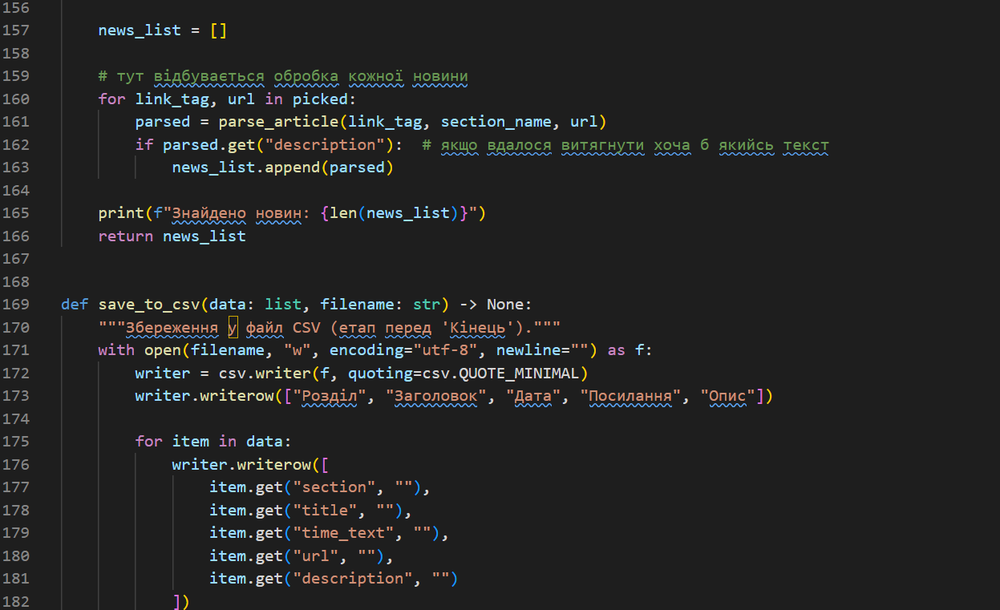 156
157 news_list = []
158
159 # тут відбувається обробка кожної новини
160 for link_tag, url in picked:
161 parsed = parse_article(link_tag, section_name, url)
162 if parsed.get("description"):  # якщо вдалося витягнути хоча б якийсь текст
163 news_list.append(parsed)
164
165 print(f"Знайдено новин: {len(news_list)}")
166 return news_list
167
168
169 def save_to_csv(data: list, filename: str) -> None:
170 """Збереження у файл CSV (етап перед 'Кінець')."""
171 with open(filename, "w", encoding="utf-8", newline="") as f:
172 writer = csv.writer(f, quoting=csv.QUOTE_MINIMAL)
173 writer.writerow(["Розділ", "Заголовок", "Дата", "Посилання", "Опис"])
174
175 for item in data:
176 writer.writerow([
177 item.get("section", ""),
178 item.get("title", ""),
179 item.get("time_text", ""),
180 item.get("url", ""),
181 item.get("description", "")
182 ])